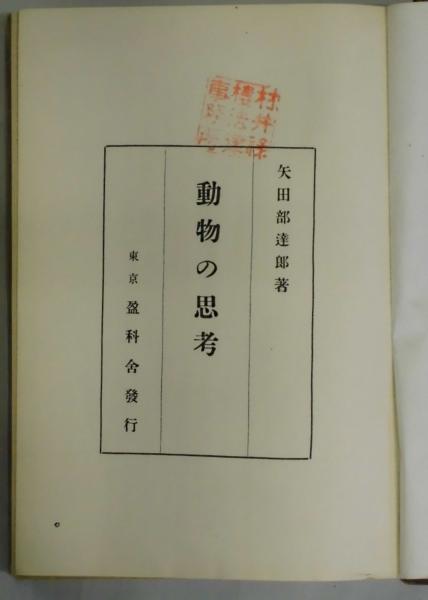 矢田部達郎著
動物の思考
東京 盈科舍發行